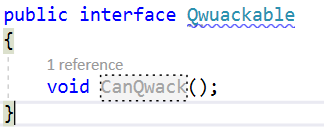 public interface Qwuackable
{
1 reference
void CanQwack();
}